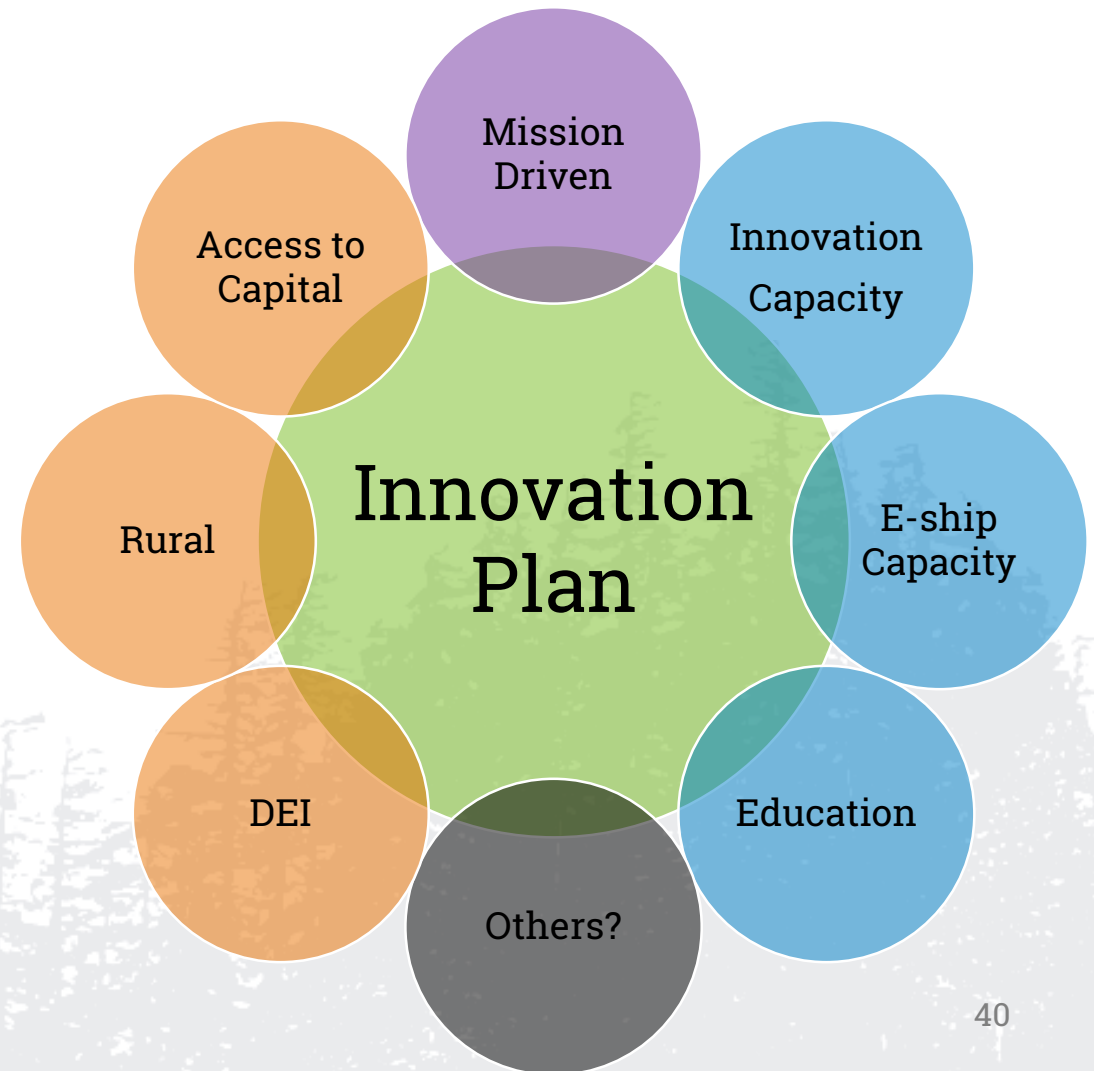 Mission
Driven
Access to
Capital
Innovation
Capacity
Rural
Innovation
Plan
E-ship
Capacity
DEI
Education
Others?
40